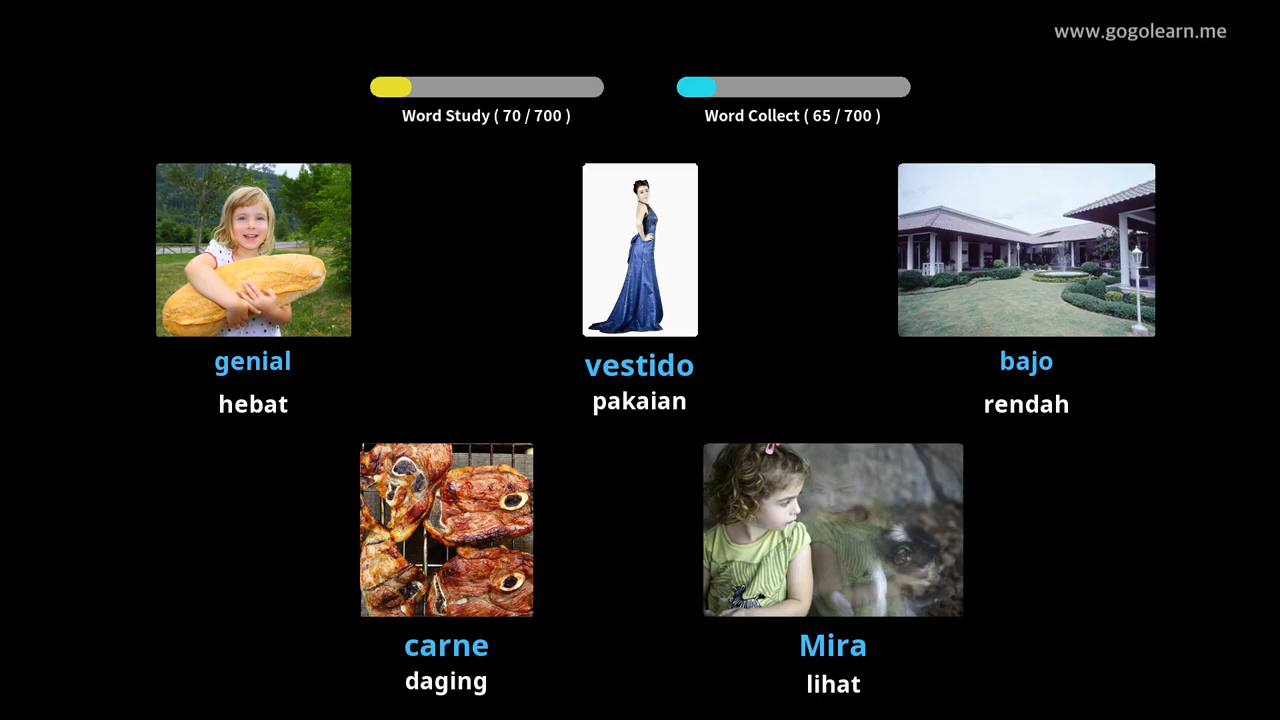 www.gogolearn.me
Word Study ( 70 / 700 )
Word Collect ( 65 / 700 )
genial
hebat
vestido
pakaian
bajo
rendah
carne
daging
Mira
lihat